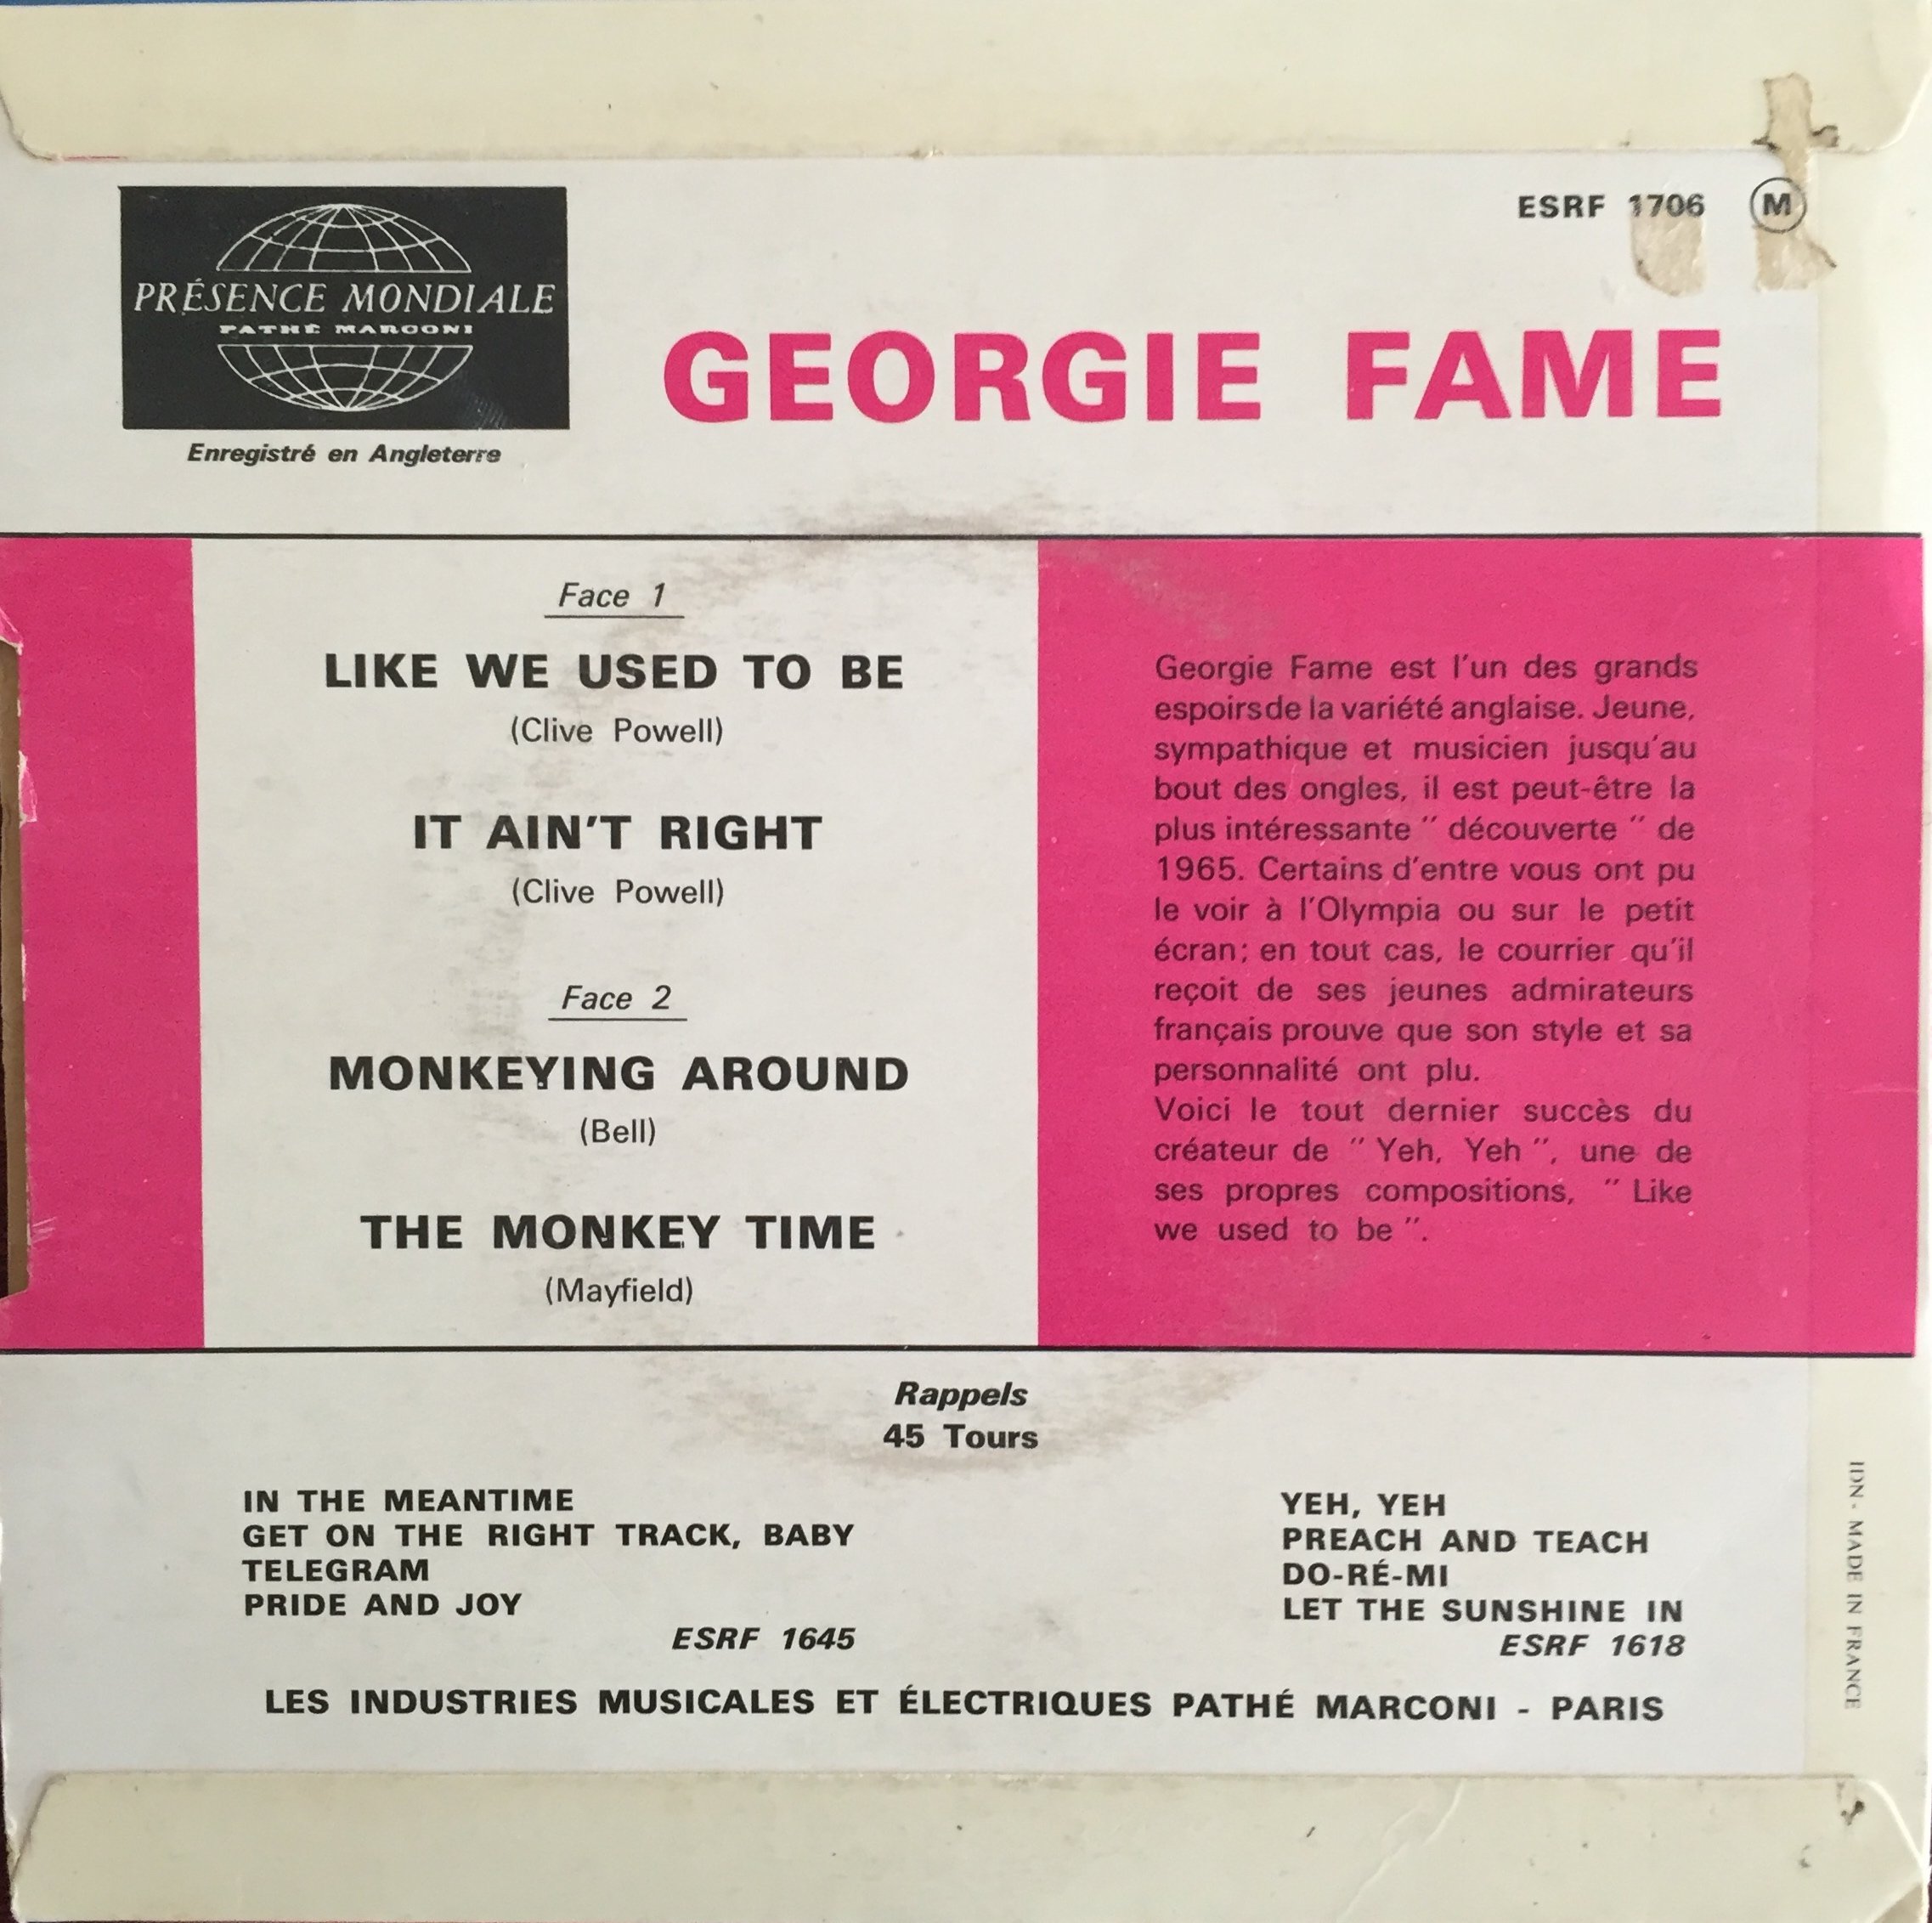 ESRF 1706 M
PRÉSENCE MONDIALE
PATHÉ MARCONI
GEORGIE FAME
Enregistré en Angleterre
Face 1
LIKE WE USED TO BE
(Clive Powell)
IT AIN'T RIGHT
(Clive Powell)
Face 2
MONKEYING AROUND
(Bell)
THE MONKEY TIME
(Mayfield)
Georgie Fame est l'un des grands
espoirs de la variété anglaise. Jeune,
sympathique et musicien jusqu'au
bout des ongles, il est peut-être la
plus intéressante " découverte " de
1965. Certains d'entre vous ont pu
le voir à l'Olympia ou sur le petit
écran; en tout cas, le courrier qu'il
reçoit de ses jeunes admirateurs
français prouve que son style et sa
personnalité ont plu.
Voici le tout dernier succès du
créateur de " Yeh, Yeh ", une de
ses propres compositions, " Like
we used to be ".
Rappels
45 Tours
IN THE MEANTIME
GET ON THE RIGHT TRACK, BABY
TELEGRAM
PRIDE AND JOY
ESRF 1645
YEH, YEH
PREACH AND TEACH
DO-RÉ-MI
LET THE SUNSHINE IN
ESRF 1618
LES INDUSTRIES MUSICALES ET ÉLECTRIQUES PATHÉ MARCONI - PARIS
IDN - MADE IN FRANCE